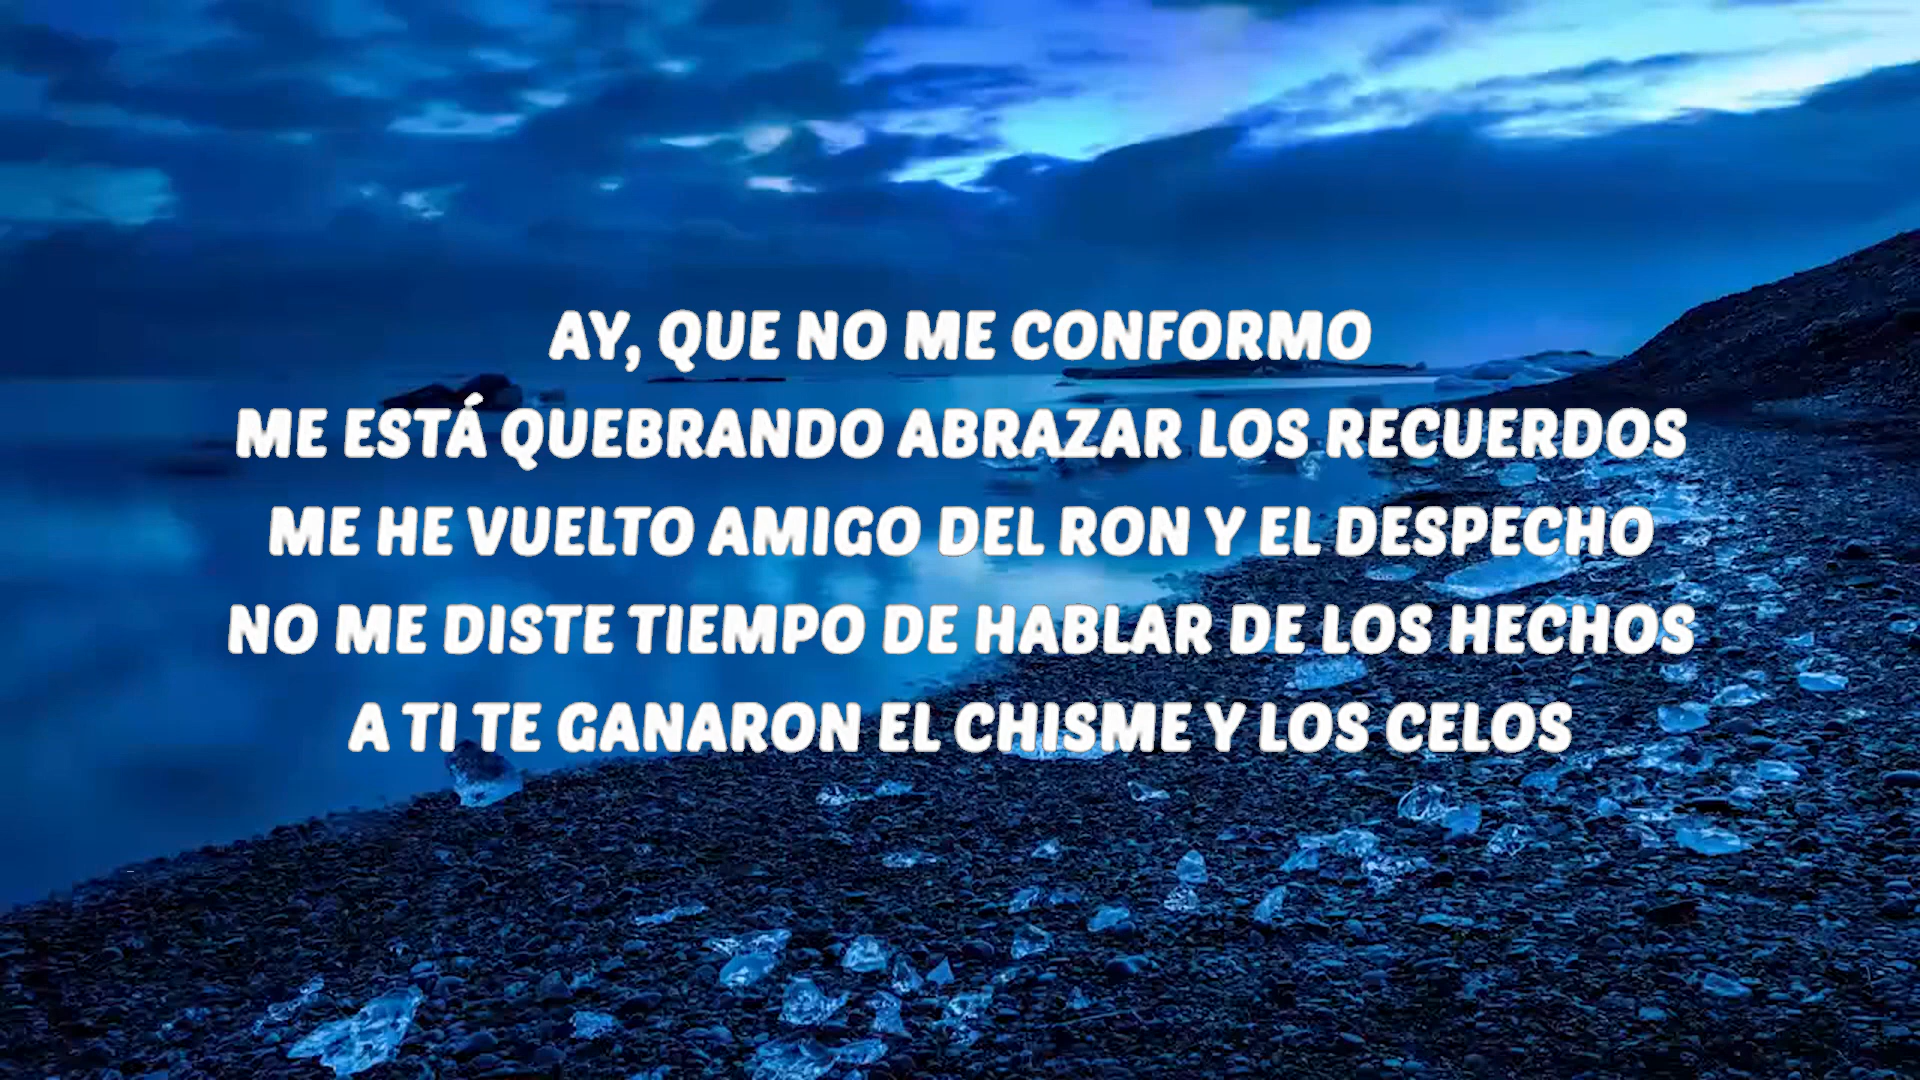 AY, QUE NO ME CONFORMO
ME ESTÁ QUEBRANDO ABRAZAR LOS RECUERDOS
ME HE VUELTO AMIGO DEL RON Y EL DESPECHO
NO ME DISTE TIEMPO DE HABLAR DE LOS HECHOS
A TI TE GANARON EL CHISME Y LOS CELOS